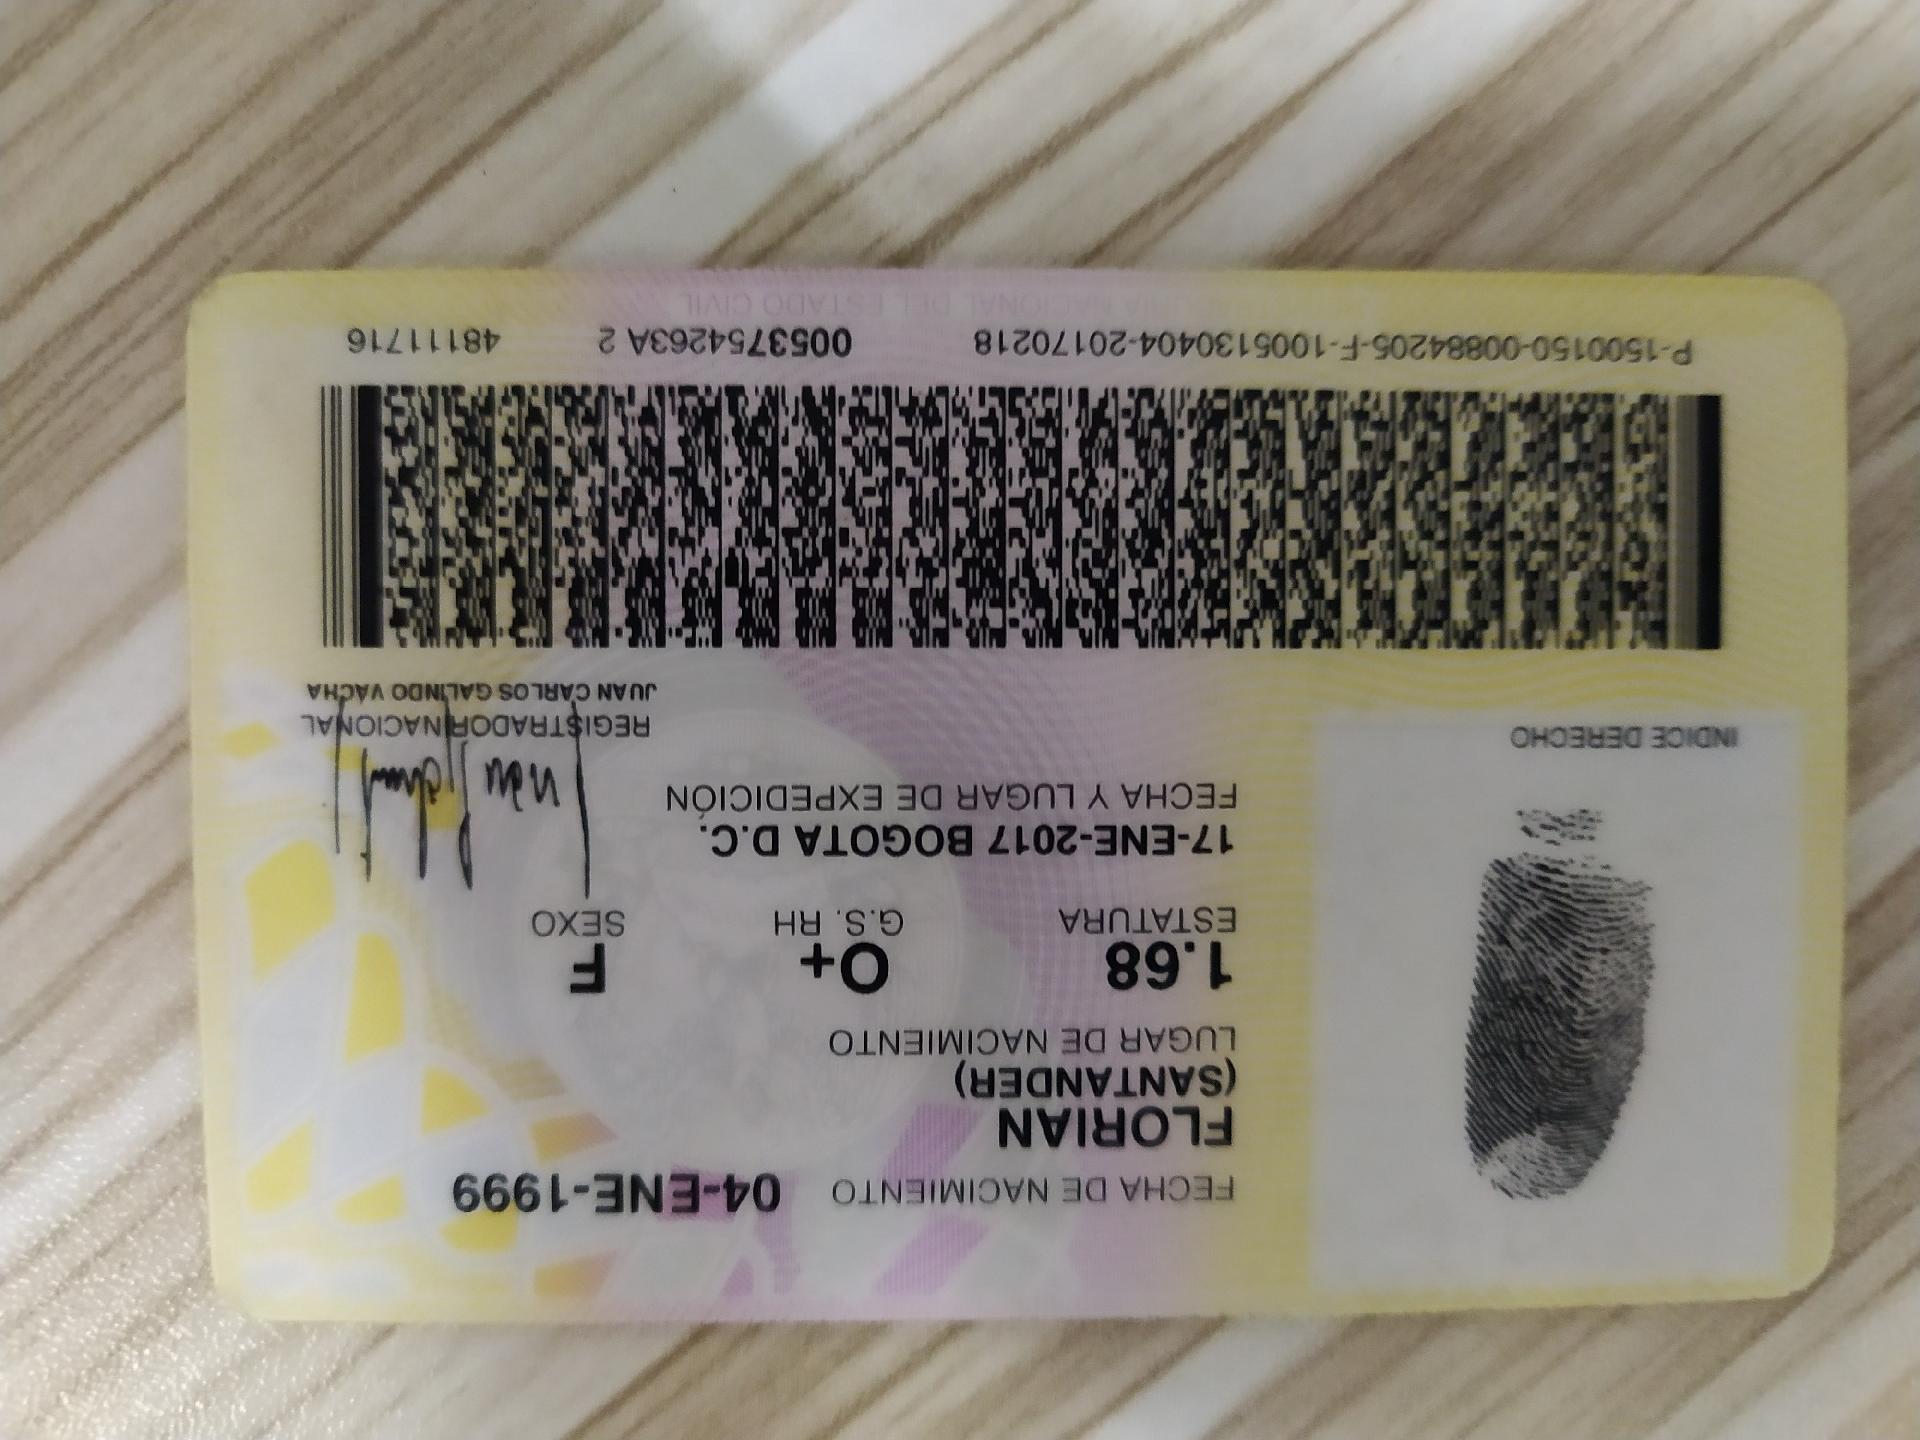 FECHA DE NACIMIENTO 04-ENE-1999
FLORIAN
(SANTANDER)
LUGAR DE NACIMIENTO
1.68 O+ F
ESTATURA G.S. RH SEXO
17-ENE-2017 BOGOTA D.C.
FECHA Y LUGAR DE EXPEDICIÓN
INDICE DERECHO
REGISTRADOR NACIONAL
JUAN CARLOS GALINDO VACHA
P-1500150-00884205-F-1005130404-20170218 0053754263A 2 48111716
NACIONAL DEL ESTADO CIVIL